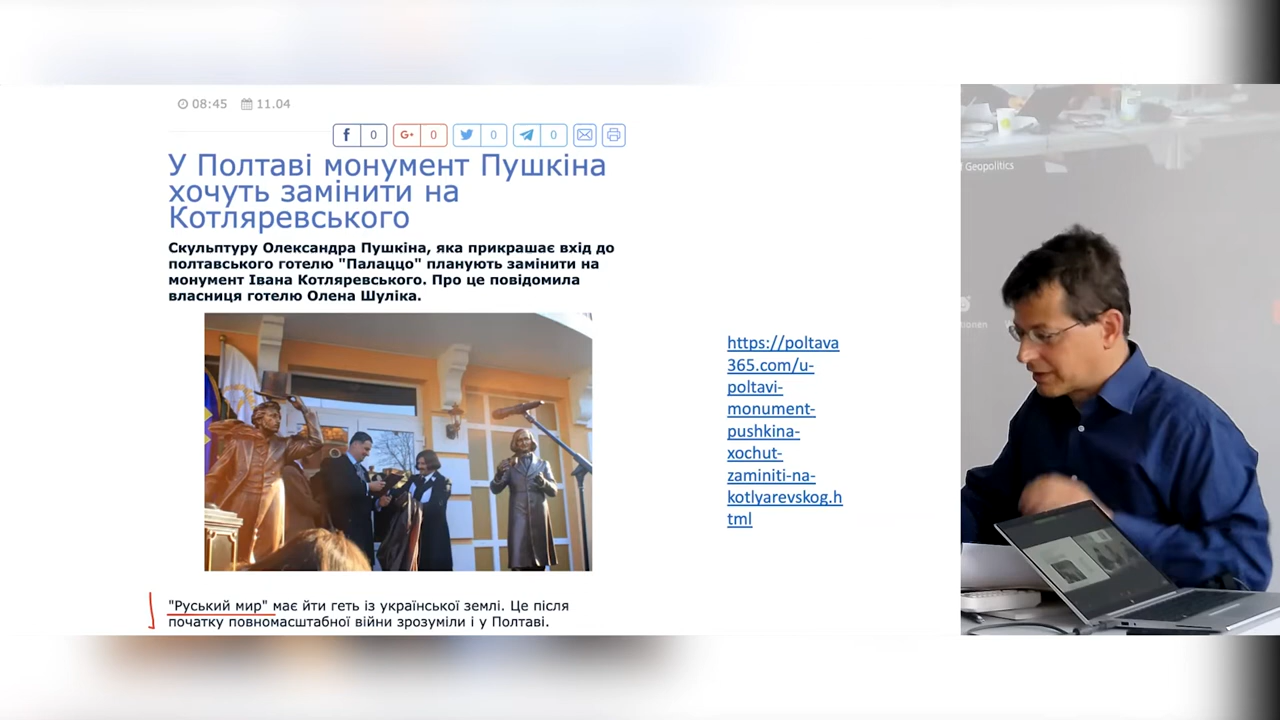 08:45 11.04
0 0 0 0
У Полтаві монумент Пушкіна
хочуть замінити на
Котляревського
Скульптуру Олександра Пушкіна, яка прикрашає вхід до
полтавського готелю "Палаццо" планують замінити на
монумент Івана Котляревського. Про це повідомила
власниця готелю Олена Шуліка.
https://poltava
365.com/u-
poltavi-
monument-
pushkina-
xochut-
zaminiti-na-
kotlyarevskog.h
tml
"Руський мир" має йти геть із української землі. Це після
початку повномасштабної війни зрозуміли і у Полтаві.
Geopolitics